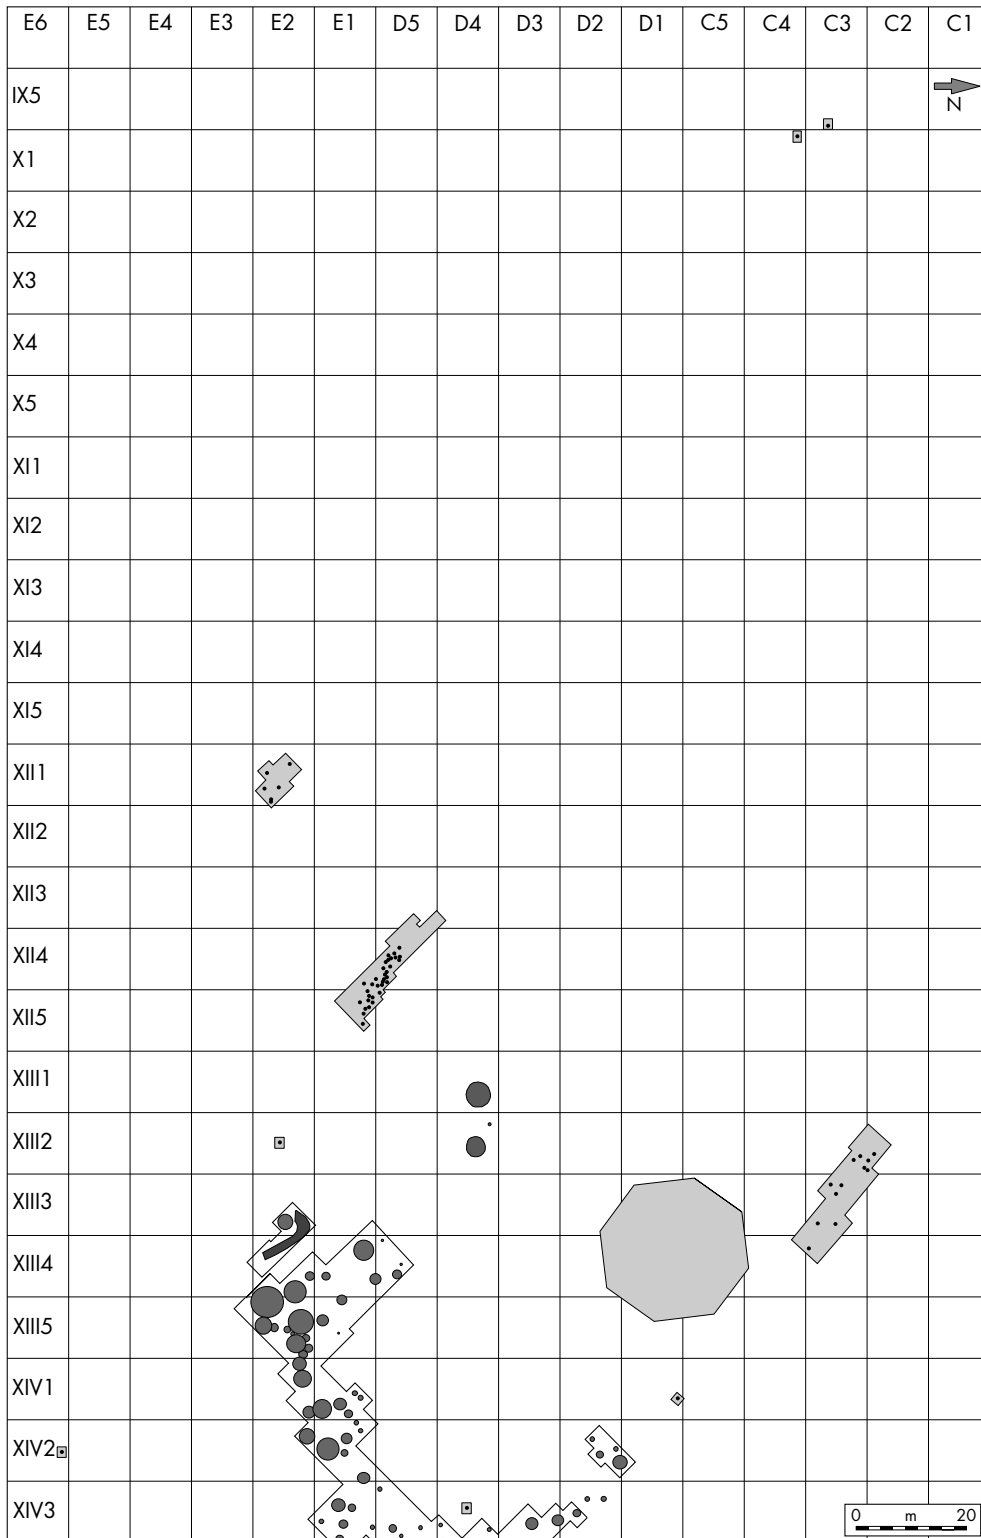 E6 E5 E4 E3 E2 E1 D5 D4 D3 D2 D1 C5 C4 C3 C2 C1
IX5
N
X1
X2
X3
X4
X5
XI1
XI2
XI3
XI4
XI5
XII1
XII2
XII3
XII4
XII5
XIII1
XIII2
XIII3
XIII4
XIII5
XIV1
XIV2
XIV3
0 m 20